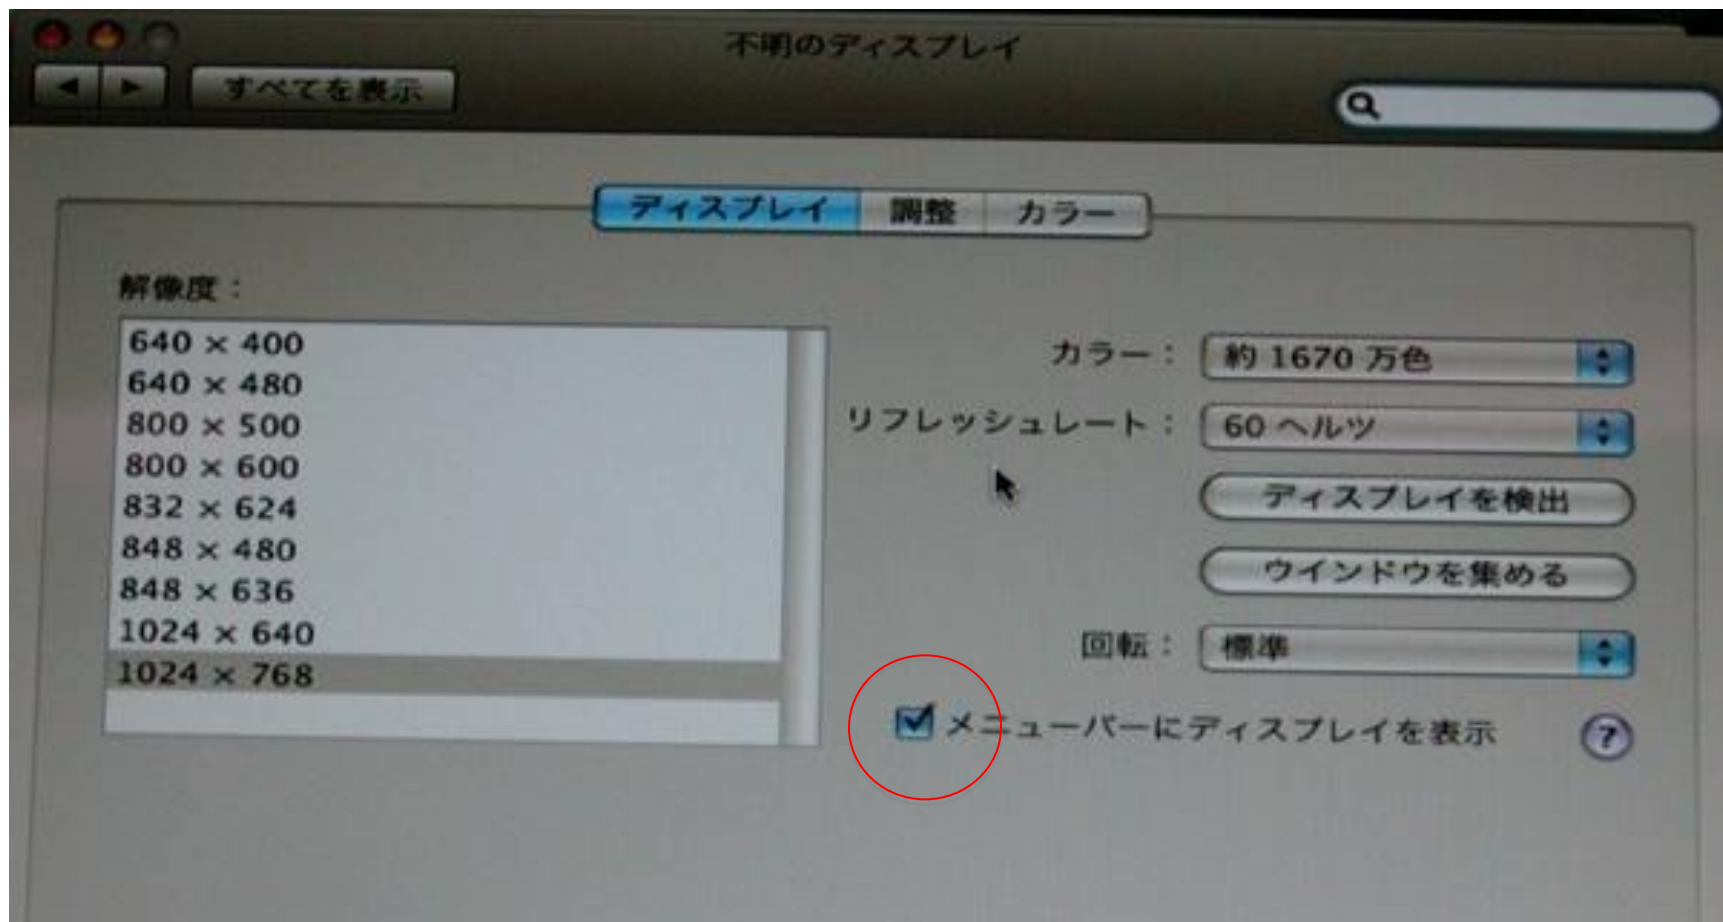 不明のディスプレイ
すべてを表示
ディスプレイ 調整 カラー
解像度：
640 × 400
640 × 480
800 × 500
800 × 600
832 × 624
848 × 480
848 × 636
1024 × 640
1024 × 768
カラー： 約 1670 万色
リフレッシュレート： 60 ヘルツ
ディスプレイを検出
ウインドウを集める
回転： 標準
メニューバーにディスプレイを表示 ?